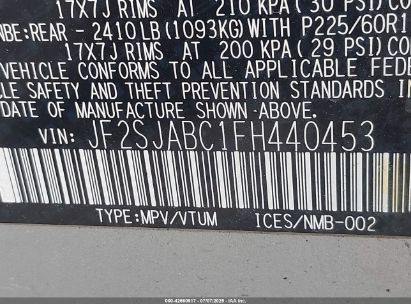 17X7J RIMS AT 210 KPA (30 PSI) CO
NBE:REAR - 2410 LB (1093KG) WITH P225/60R1
17X7J RIMS AT 200 KPA (29 PSI) COL
VEHICLE CONFORMS TO ALL APPLICABLE FEDE
LE SAFETY AND THEFT PREVENTION STANDARDS IN
MANUFACTURE SHOWN ABOVE.
VIN: JF2SJABC1FH440453
TYPE:MPV/VTUM ICES/NMB-002